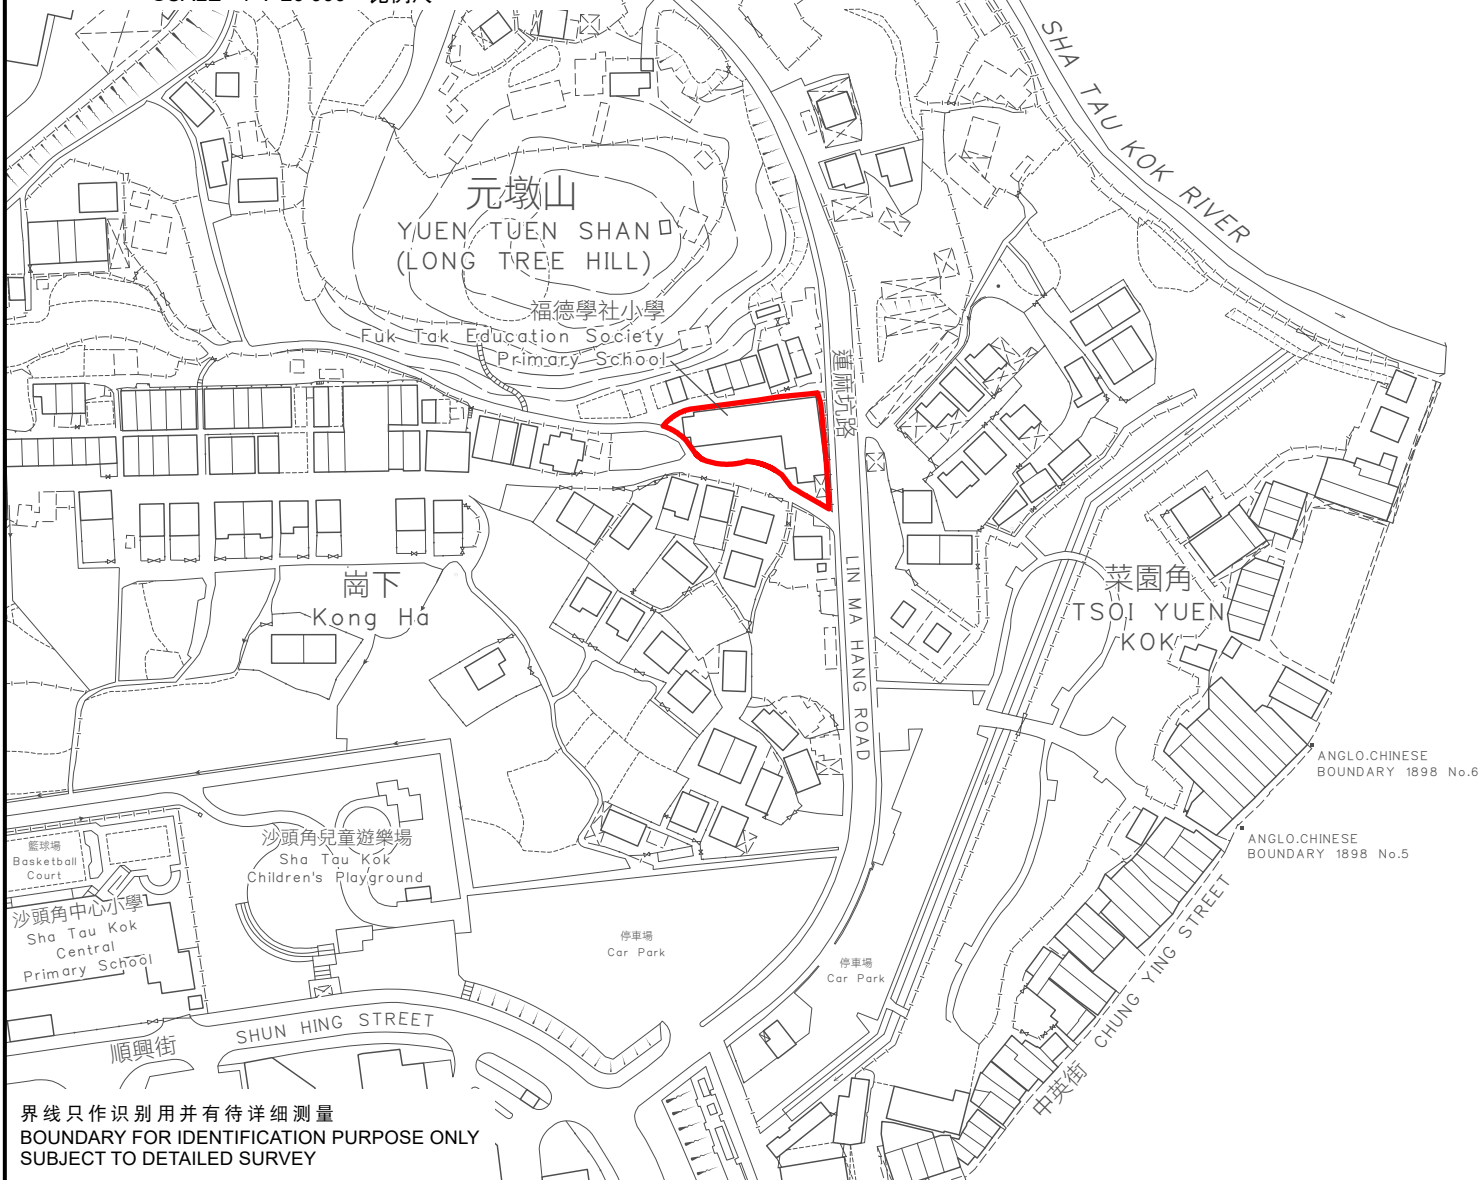 SHA TAU KOK RIVER
元墩山
YUEN TUEN SHAN
(LONG TREE HILL)
福德學社小學
Fuk Tak Education Society
Primary School
蓮麻坑路
LIN MA HANG ROAD
崗下
Kong Ha
菜園角
TSOI YUEN
KOK
ANGLO.CHINESE
BOUNDARY 1898 No.6
ANGLO.CHINESE
BOUNDARY 1898 No.5
籃球場
Basketball
Court
沙頭角兒童遊樂場
Sha Tau Kok
Children's Playground
沙頭角中心小學
Sha Tau Kok
Central
Primary School
停車場
Car Park
停車場
Car Park
SHUN HING STREET
順興街
CHUNG YING STREET
中英街
界线只作识别用并有待详细测量
BOUNDARY FOR IDENTIFICATION PURPOSE ONLY
SUBJECT TO DETAILED SURVEY